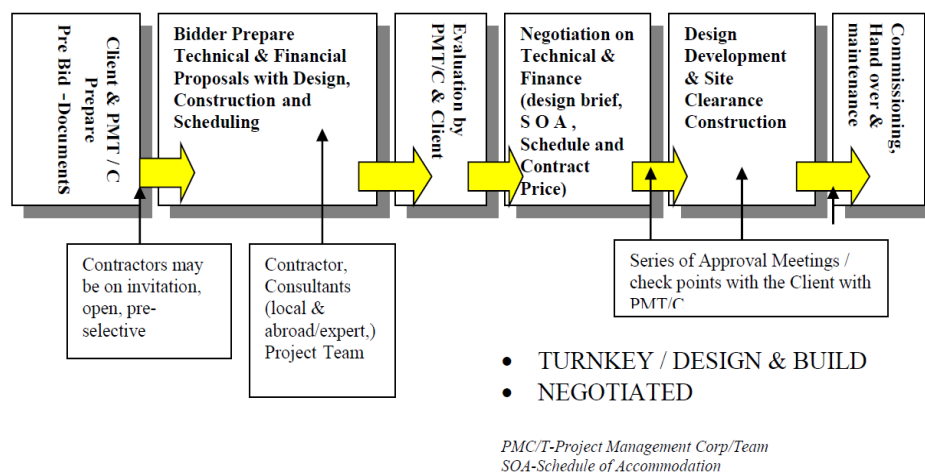 Client & PMT / C
Prepare
Pre Bid -Documents
Bidder Prepare
Technical & Financial
Proposals with Design,
Construction and
Scheduling
Evaluation by
PMT/C & Client
Negotiation on
Technical &
Finance
(design brief,
S O A ,
Schedule and
Contract
Price)
Design
Development
& Site
Clearance
Construction
Commissioning,
Hand over &
maintenance
Contractors may
be on invitation,
open, pre-
selective
Contractor,
Consultants
(local &
abroad/expert,)
Project Team
Series of Approval Meetings /
check points with the Client with
PMT/C
• TURNKEY / DESIGN & BUILD
• NEGOTIATED
PMC/T-Project Management Corp/Team
SOA-Schedule of Accommodation